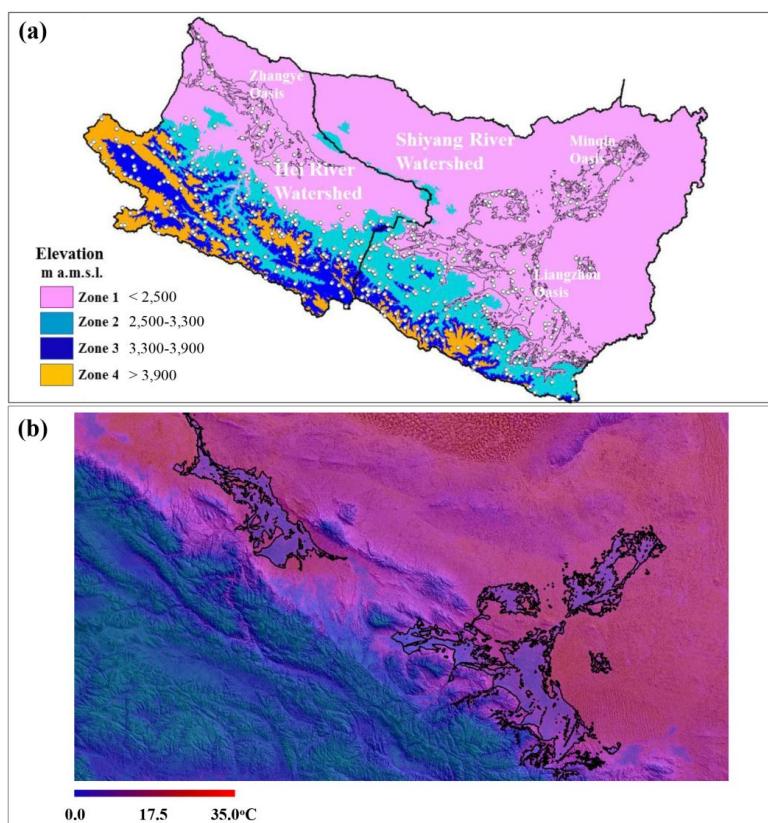 (a)
Zhangye
Oasis
Shiyang River
Watershed
Minqin
Oasis
Hei River
Watershed
Liangzhou
Oasis
Elevation
m a.m.s.l.
Zone 1 < 2,500
Zone 2 2,500-3,300
Zone 3 3,300-3,900
Zone 4 > 3,900
(b)
0.0 17.5 35.0°C